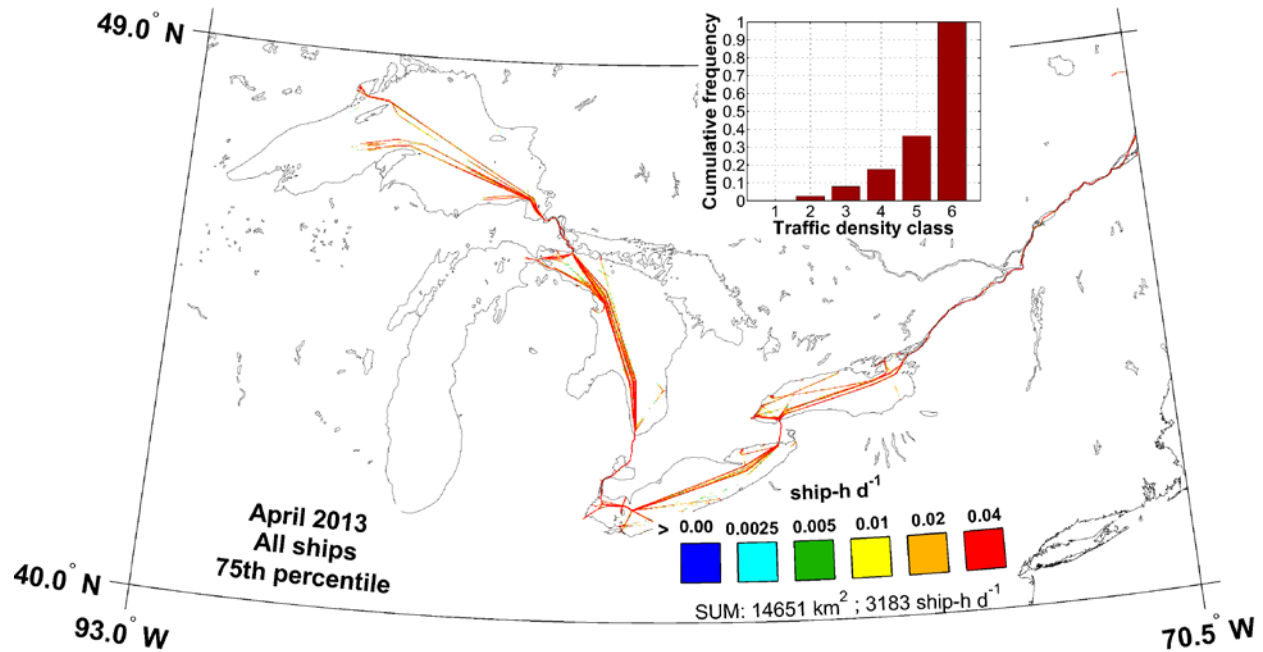 49.0° N
1
0.9
0.8
0.7
0.6
0.5
0.4
0.3
0.2
0.1
0
Cumulative frequency
1 2 3 4 5 6
Traffic density class
April 2013
All ships
75th percentile
ship-h d⁻¹
> 0.00 0.0025 0.005 0.01 0.02 0.04
SUM: 14651 km² ; 3183 ship-h d⁻¹
40.0° N
93.0° W
70.5° W